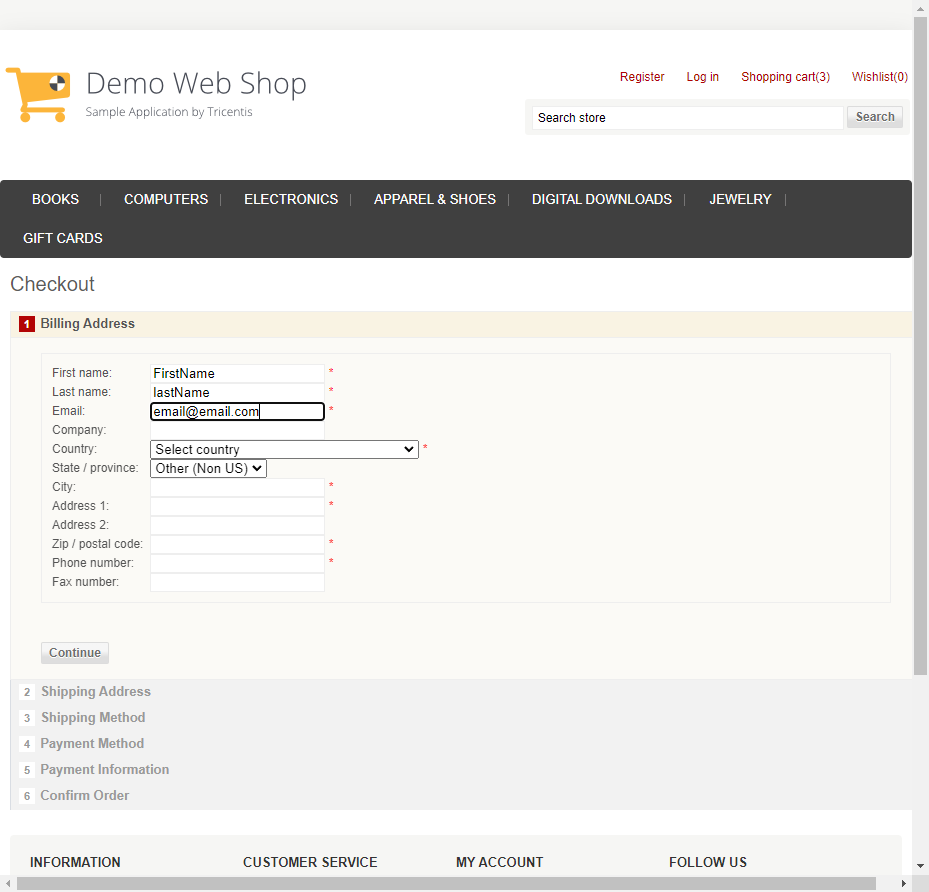 Demo Web Shop
Sample Application by Tricentis
Register Log in Shopping cart(3) Wishlist(0)
Search store Search
BOOKS COMPUTERS ELECTRONICS APPAREL & SHOES DIGITAL DOWNLOADS JEWELRY
GIFT CARDS
Checkout
1 Billing Address
First name: FirstName *
Last name: lastName *
Email: email@email.com *
Company:
Country: Select country *
State / province: Other (Non US)
City: *
Address 1: *
Address 2:
Zip / postal code: *
Phone number: *
Fax number:
Continue
2 Shipping Address
3 Shipping Method
4 Payment Method
5 Payment Information
6 Confirm Order
INFORMATION CUSTOMER SERVICE MY ACCOUNT FOLLOW US